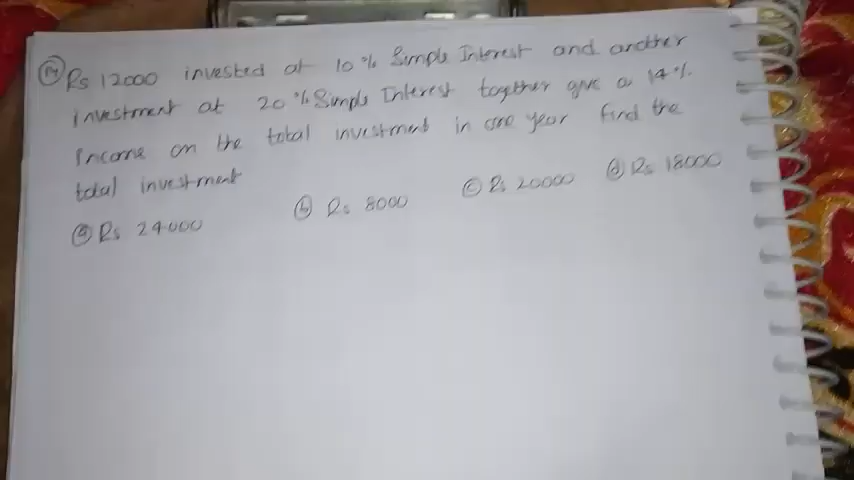 14 Rs 12000 invested at 10% Simple Interest and another
investment at 20% Simple Interest together give a 14%
Income on the total investment in one year find the
total investment
(a) Rs 24000 (b) Rs 8000 (c) Rs 20000 (d) Rs 18000